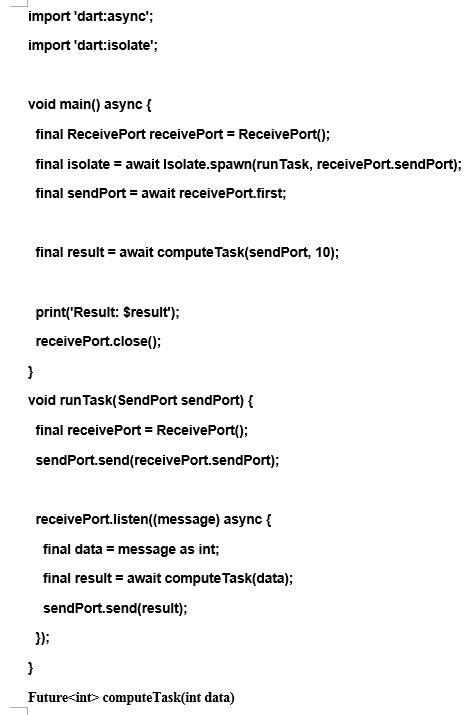 import 'dart:async';
import 'dart:isolate';
void main() async {
final ReceivePort receivePort = ReceivePort();
final isolate = await Isolate.spawn(runTask, receivePort.sendPort);
final sendPort = await receivePort.first;
final result = await computeTask(sendPort, 10);
print('Result: $result');
receivePort.close();
}
void runTask(SendPort sendPort) {
final receivePort = ReceivePort();
sendPort.send(receivePort.sendPort);
receivePort.listen((message) async {
final data = message as int;
final result = await computeTask(data);
sendPort.send(result);
});
}
Future<int> computeTask(int data)